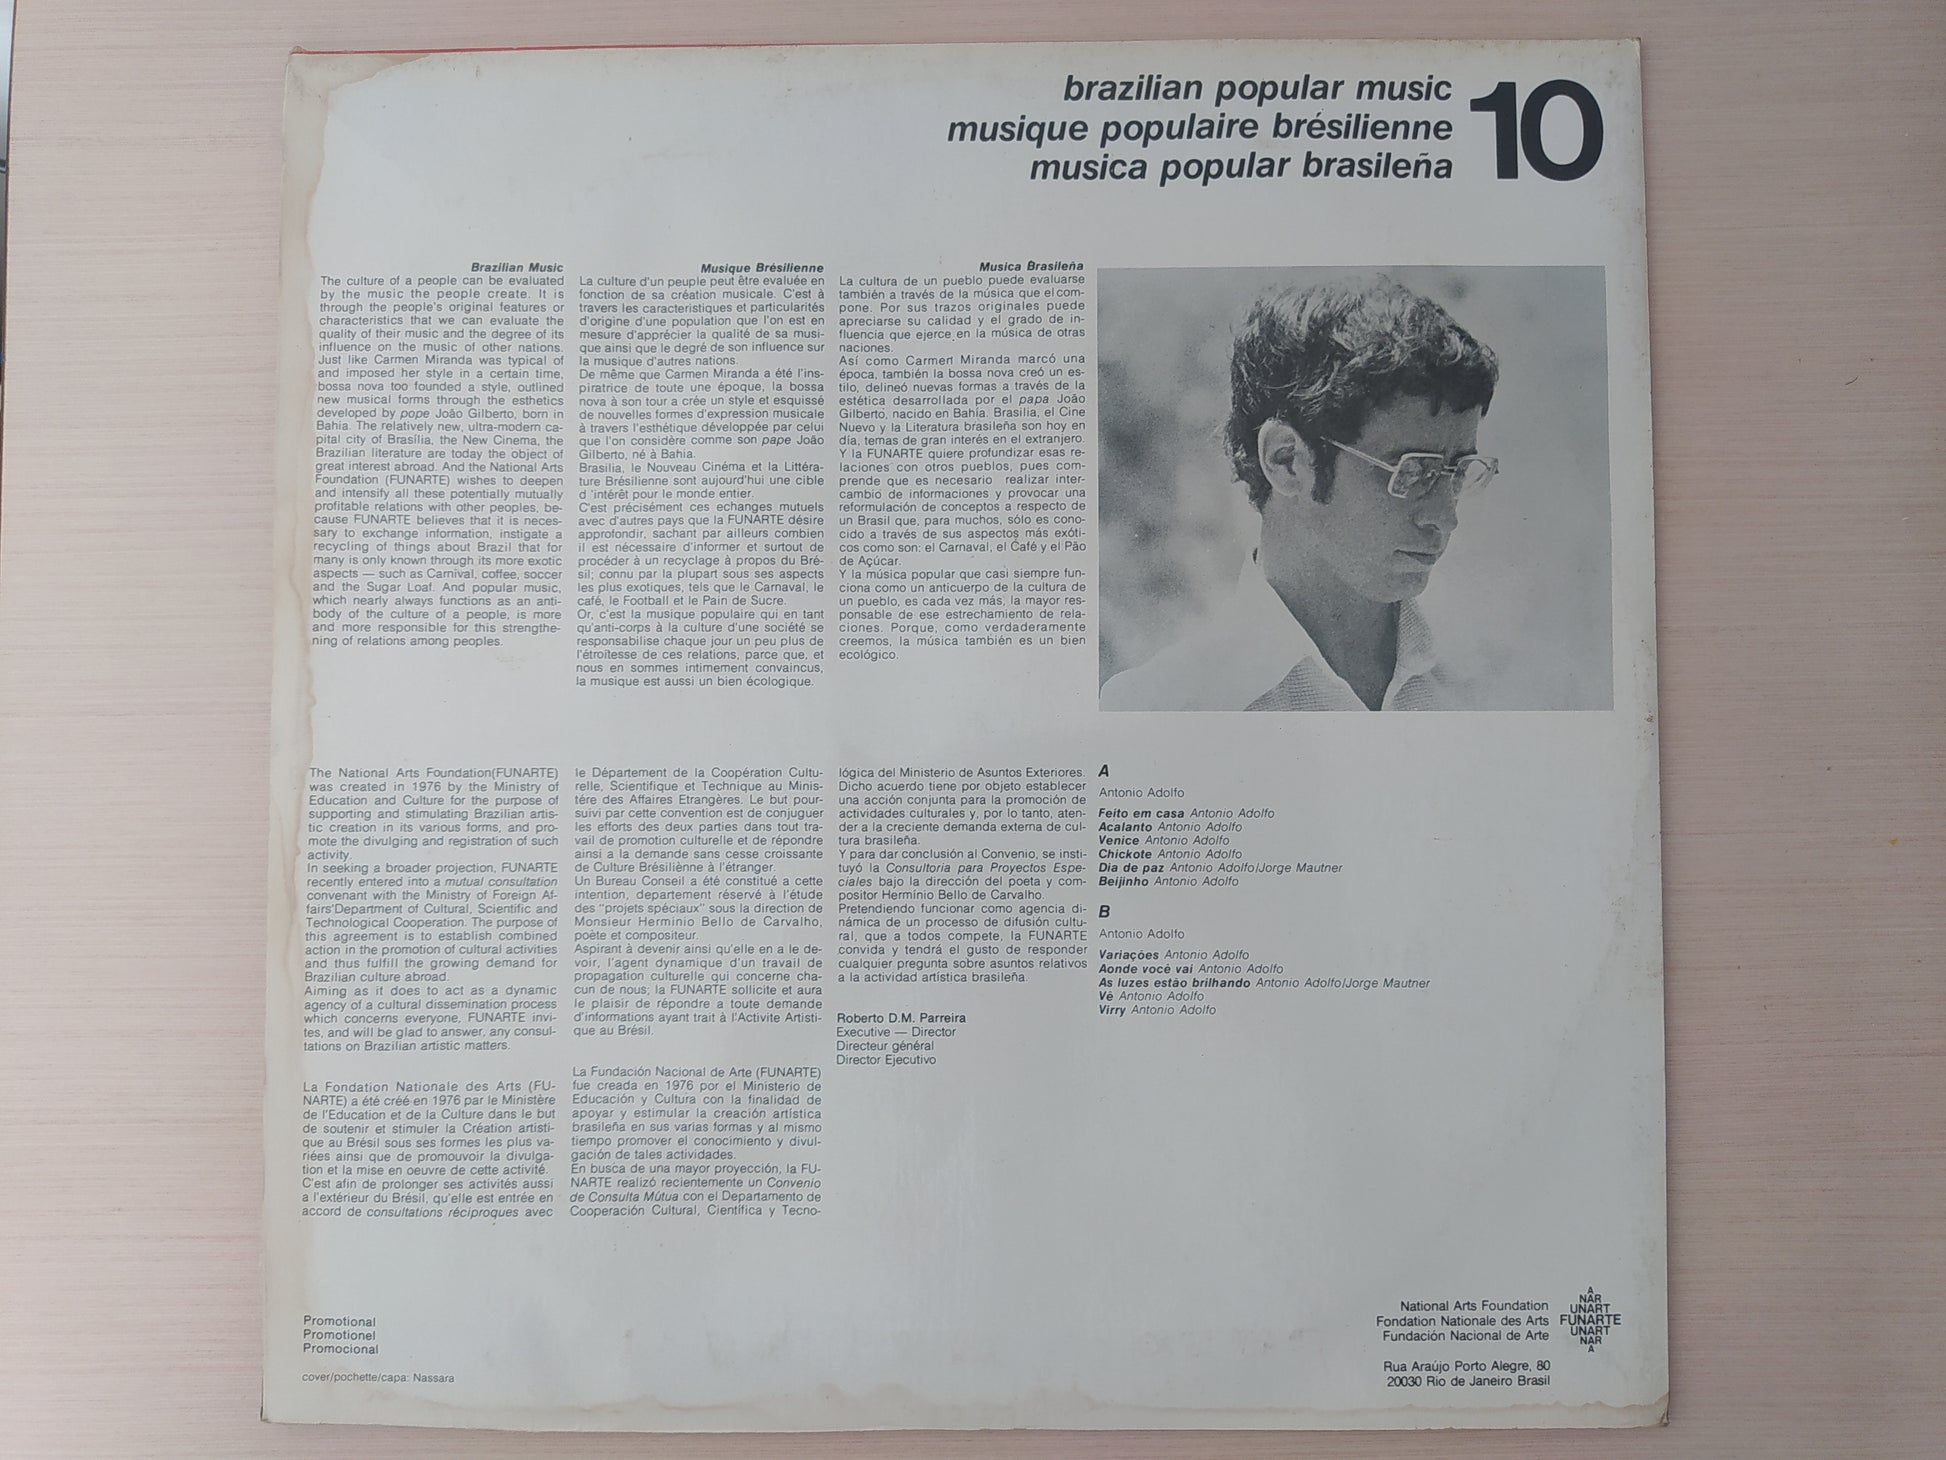 brazilian popular music
musique populaire brésilienne
musica popular brasileña
10
Brazilian Music
The culture of a people can be evaluated
by the music the people create. It is
through the people's original features or
characteristics that we can evaluate the
quality of their music and the degree of its
influence on the music of other nations.
Just like Carmen Miranda was typical of
and imposed her style in a certain time,
bossa nova too founded a style, outlined
new musical forms through the esthetics
developed by pope João Gilberto, born in
Bahia. The relatively new, ultra-modern ca-
pital city of Brasília, the New Cinema, the
Brazilian literature are today the object of
great interest abroad. And the National Arts
Foundation (FUNARTE) wishes to deepen
and intensify all these potentially mutually
profitable relations with other peoples, be-
cause FUNARTE believes that it is neces-
sary to exchange information, instigate a
recycling of things about Brazil that for
many is only known through its more exotic
aspects — such as Carnival, coffee, soccer
and the Sugar Loaf. And popular music,
which nearly always functions as an anti-
body of the culture of a people, is more
and more responsible for this strengthe-
ning of relations among peoples.
Musique Brésilienne
La culture d'un peuple peut être evaluée en
fonction de sa création musicale. C'est à
travers les caracteristiques et particularités
d'origine d'une population que l'on est en
mesure d'apprécier la qualité de sa musi-
que ainsi que le degré de son influence sur
la musique d'autres nations.
De même que Carmen Miranda a été l'ins-
piratrice de toute une époque, la bossa
nova à son tour a crée un style et esquissé
de nouvelles formes d'expression musicale
à travers l'esthétique développée par celui
que l'on considère comme son pape João
Gilberto, né à Bahia.
Brasilia, le Nouveau Cinéma et la Littéra-
ture Brésilienne sont aujourd'hui une cible
d 'intérêt pour le monde entier.
C'est précisément ces echanges mutuels
avec d'autres pays que la FUNARTE désire
approfondir, sachant par ailleurs combien
il est nécessaire d'informer et surtout de
procéder à un recyclage à propos du Bré-
sil; connu par la plupart sous ses aspects
les plus exotiques, tels que le Carnaval, le
café, le Football et le Pain de Sucre.
Or, c'est la musique populaire qui en tant
qu'anti-corps à la culture d'une société se
responsabilise chaque jour un peu plus de
l'étroitesse de ces relations, parce que, et
nous en sommes intimement convaincus,
la musique est aussi un bien écologique.
Musica Brasileña
La cultura de un pueblo puede evaluarse
también a través de la música que el com-
pone. Por sus trazos originales puede
apreciarse su calidad y el grado de in-
fluencia que ejerce en la música de otras
naciones.
Así como Carmen Miranda marcó una
época, también la bossa nova creó un es-
tilo, delineó nuevas formas a través de la
estética desarrollada por el papa João
Gilberto, nacido en Bahía. Brasilia, el Cine
Nuevo y la Literatura brasileña son hoy en
día, temas de gran interés en el extranjero.
Y la FUNARTE quiere profundizar esas re-
laciones con otros pueblos, pues com-
prende que es necesario realizar inter-
cambio de informaciones y provocar una
reformulación de conceptos a respecto de
un Brasil que, para muchos, sólo es cono-
cido a través de sus aspectos más exóti-
cos como son: el Carnaval, el Café y el Pão
de Açúcar.
Y la música popular que casi siempre fun-
ciona como un anticuerpo de la cultura de
un pueblo, es cada vez más, la mayor res-
ponsable de ese estrechamiento de rela-
ciones. Porque, como verdaderamente
creemos, la música también es un bien
ecológico.
The National Arts Foundation(FUNARTE)
was created in 1976 by the Ministry of
Education and Culture for the purpose of
supporting and stimulating Brazilian artis-
tic creation in its various forms, and pro-
mote the divulging and registration of such
activity.
In seeking a broader projection, FUNARTE
recently entered into a mutual consultation
convenant with the Ministry of Foreign Af-
fairs'Department of Cultural, Scientific and
Technological Cooperation. The purpose of
this agreement is to establish combined
action in the promotion of cultural activities
and thus fulfill the growing demand for
Brazilian culture abroad.
Aiming as it does to act as a dynamic
agency of a cultural dissemination process
which concerns everyone, FUNARTE invi-
tes, and will be glad to answer, any consul-
tations on Brazilian artistic matters.
La Fondation Nationale des Arts (FU-
NARTE) a été créé en 1976 par le Ministère
de l'Education et de la Culture dans le but
de soutenir et stimuler la Création artisti-
que au Brésil sous ses formes les plus va-
riées ainsi que de promouvoir la divulga-
tion et la mise en oeuvre de cette activité.
C'est afin de prolonger ses activités aussi
a l'extérieur du Brésil, qu'elle est entrée en
accord de consultations réciproques avec
le Département de la Coopération Cultu-
relle, Scientifique et Technique au Minis-
tére des Affaires Etrangères. Le but pour-
suivi par cette convention est de conjuguer
les efforts des deux parties dans tout tra-
vail de promotion culturelle et de répondre
ainsi a la demande sans cesse croissante
de Culture Brésiliènne à l'étranger.
Un Bureau Conseil a été constitué a cette
intention, departement réservé à l'étude
des "projets spéciaux" sous la direction de
Monsieur Herminio Bello de Carvalho,
poète et compositeur.
Aspirant à devenir ainsi qu'elle en a le de-
voir, l'agent dynamique d'un travail de
propagation culturelle qui concerne cha-
cun de nous; la FUNARTE sollicite et aura
le plaisir de répondre a toute demande
d'informations ayant trait à l'Activite Artisti-
que au Brésil.
La Fundación Nacional de Arte (FUNARTE)
fue creada en 1976 por el Ministerio de
Educación y Cultura con la finalidad de
apoyar y estimular la creación artística
brasileña en sus varias formas y al mismo
tiempo promover el conocimiento y divul-
gación de tales actividades.
En busca de una mayor proyección, la FU-
NARTE realizó recientemente un Convenio
de Consulta Mútua con el Departamento de
Cooperación Cultural, Científica y Tecno-
lógica del Ministerio de Asuntos Exteriores.
Dicho acuerdo tiene por objeto establecer
una acción conjunta para la promoción de
actividades culturales y, por lo tanto, aten-
der a la creciente demanda externa de cul-
tura brasileña.
Y para dar conclusión al Convenio, se insti-
tuyó la Consultoria para Proyectos Espe-
ciales bajo la dirección del poeta y com-
positor Hermínio Bello de Carvalho.
Pretendiendo funcionar como agencia di-
námica de un processo de difusión cultu-
ral, que a todos compete, la FUNARTE
convida y tendrá el gusto de responder
cualquier pregunta sobre asuntos relativos
a la actividad artística brasileña.
Roberto D.M. Parreira
Executive — Director
Directeur général
Director Ejecutivo
A
Antonio Adolfo
Feito em casa Antonio Adolfo
Acalanto Antonio Adolfo
Venice Antonio Adolfo
Chickote Antonio Adolfo
Dia de paz Antonio Adolfo/Jorge Mautner
Beijinho Antonio Adolfo
B
Antonio Adolfo
Variações Antonio Adolfo
Aonde você vai Antonio Adolfo
As luzes estão brilhando Antonio Adolfo/Jorge Mautner
Vê Antonio Adolfo
Virry Antonio Adolfo
Promotional
Promotionel
Promocional
cover/pochette/capa: Nassara
National Arts Foundation
Fondation Nationale des Arts
Fundación Nacional de Arte
Rua Araújo Porto Alegre, 80
20030 Rio de Janeiro Brasil
A
NAR
UNART
FUNARTE
UNART
NAR
A